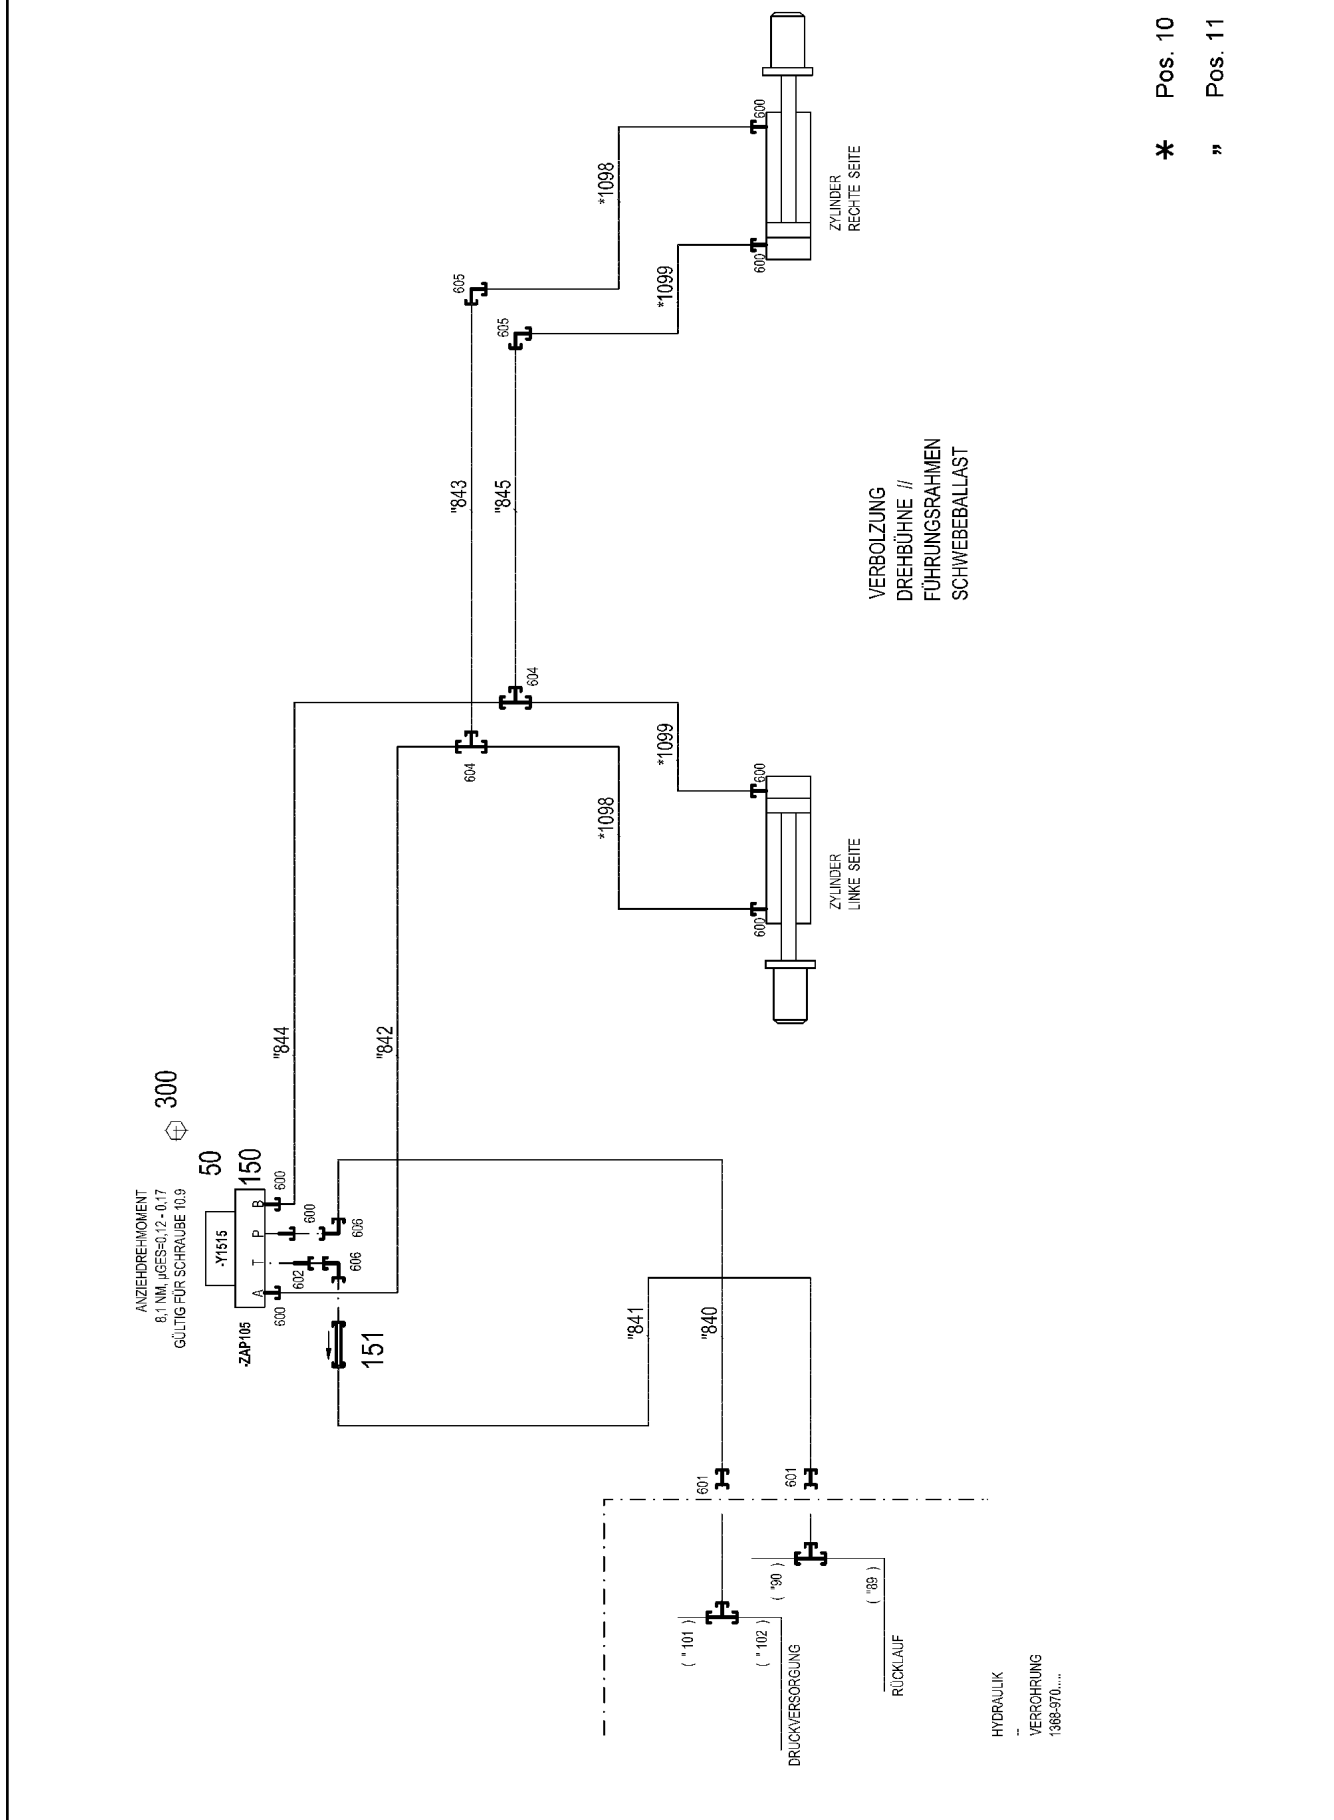 ANZIEHDREHMOMENT
8,1 NM, µGES=0,12 - 0,17
GÜLTIG FÜR SCHRAUBE 10.9
300
50
150
-Y1515
A
T
P
B
-ZAP105
600
602
606
600
606
600
151
"844
"842
604
604
"843
"845
605
605
*1098
*1099
600
600
ZYLINDER
RECHTE SEITE
*1098
*1099
600
600
ZYLINDER
LINKE SEITE
VERBOLZUNG
DREHBÜHNE //
FÜHRUNGSRAHMEN
SCHWEBEBALLAST
"841
"840
601
601
( "101 )
( "102 )
( "90 )
( "89 )
DRUCKVERSORGUNG
RÜCKLAUF
HYDRAULIK
--
VERROHRUNG
1368-970.....
* Pos. 10
" Pos. 11